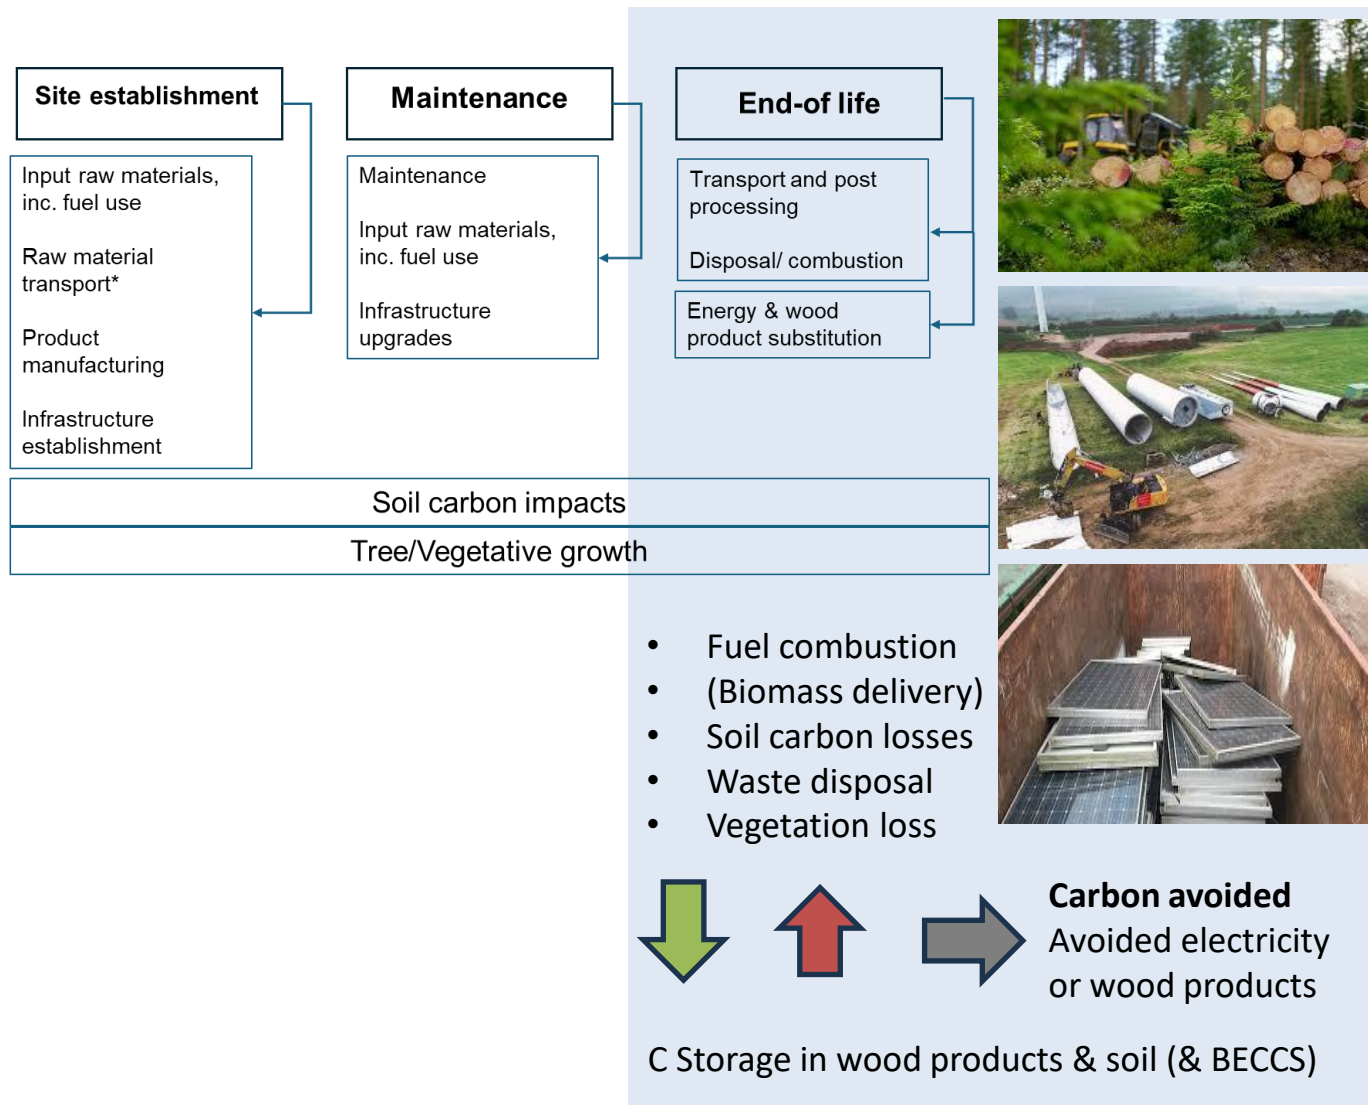 Site establishment
Input raw materials,
inc. fuel use
Raw material
transport*
Product
manufacturing
Infrastructure
establishment
Maintenance
Maintenance
Input raw materials,
inc. fuel use
Infrastructure
upgrades
End-of life
Transport and post
processing
Disposal/ combustion
Energy & wood
product substitution
Soil carbon impacts
Tree/Vegetative growth
• Fuel combustion
• (Biomass delivery)
• Soil carbon losses
• Waste disposal
• Vegetation loss
Carbon avoided
Avoided electricity
or wood products
C Storage in wood products & soil (& BECCS)